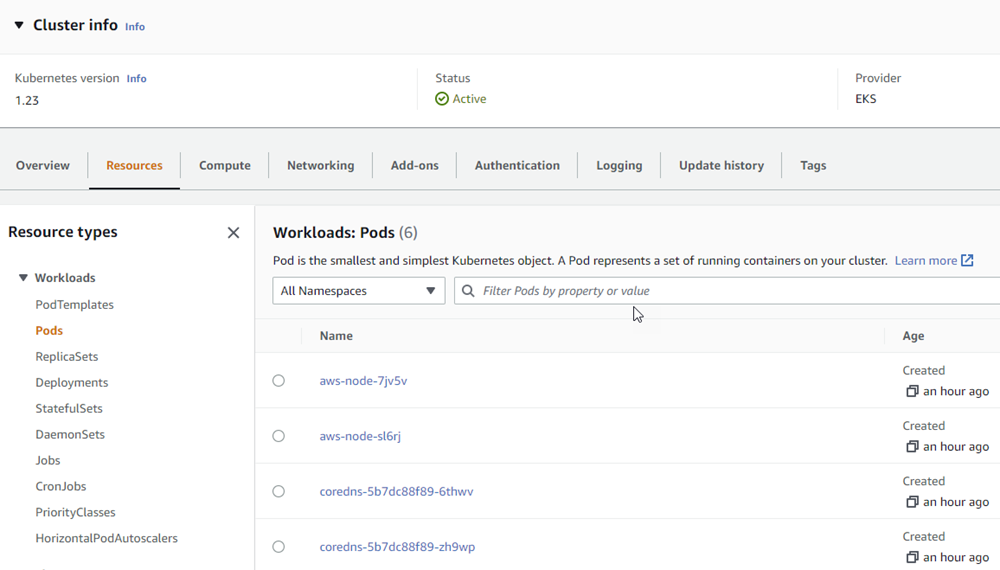 Cluster info Info
Kubernetes version Info
1.23
Status
Active
Provider
EKS
Overview Resources Compute Networking Add-ons Authentication Logging Update history Tags
Resource types
Workloads
PodTemplates
Pods
ReplicaSets
Deployments
StatefulSets
DaemonSets
Jobs
CronJobs
PriorityClasses
HorizontalPodAutoscalers
Workloads: Pods (6)
Pod is the smallest and simplest Kubernetes object. A Pod represents a set of running containers on your cluster. Learn more
All Namespaces Filter Pods by property or value
Name Age
aws-node-7jv5v Created
an hour ago
aws-node-sl6rj Created
an hour ago
coredns-5b7dc88f89-6thwv Created
an hour ago
coredns-5b7dc88f89-zh9wp Created
an hour ago